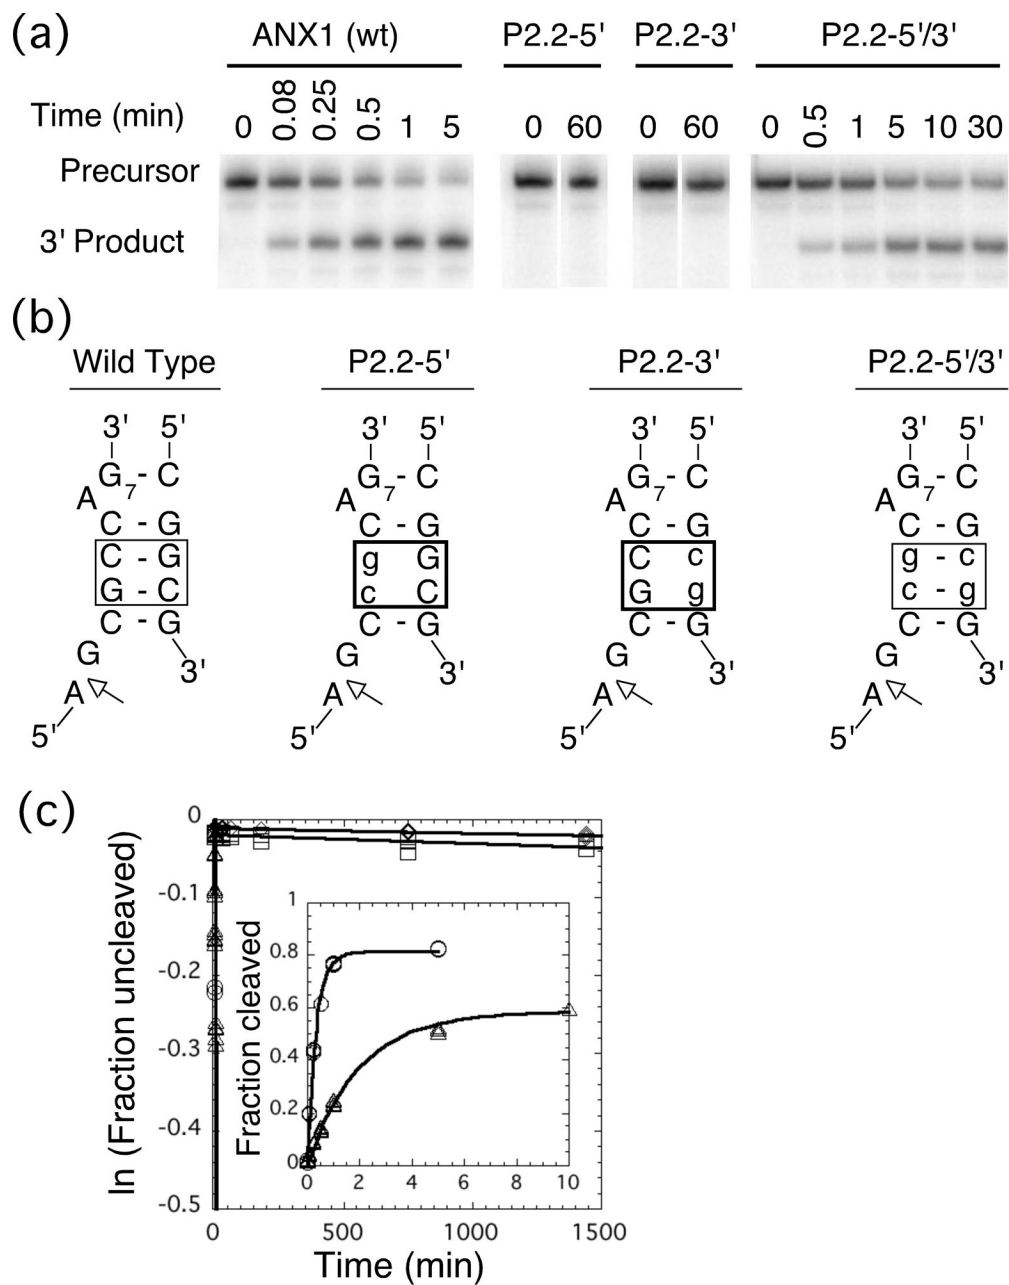 (a)
ANX1 (wt) P2.2-5' P2.2-3' P2.2-5'/3'
Time (min) 0 0.08 0.25 0.5 1 5 0 60 0 60 0 0.5 1 5 10 30
Precursor
3' Product
(b)
Wild Type P2.2-5' P2.2-3' P2.2-5'/3'
3' 5' 3' 5' 3' 5' 3' 5'
G7 - C G7 - C G7 - C G7 - C
A A A A
C - G C - G C - G C - G
C - G g G C c g - c
G - C c C G g c - g
C - G C - G C - G C - G
G 3' G 3' G 3' G 3'
A A A A
5' 5' 5' 5'
(c)
ln (Fraction uncleaved)
0
-0.1
-0.2
-0.3
-0.4
-0.5
Fraction cleaved
1
0.8
0.6
0.4
0.2
0
0 2 4 6 8 10
0 500 1000 1500
Time (min)